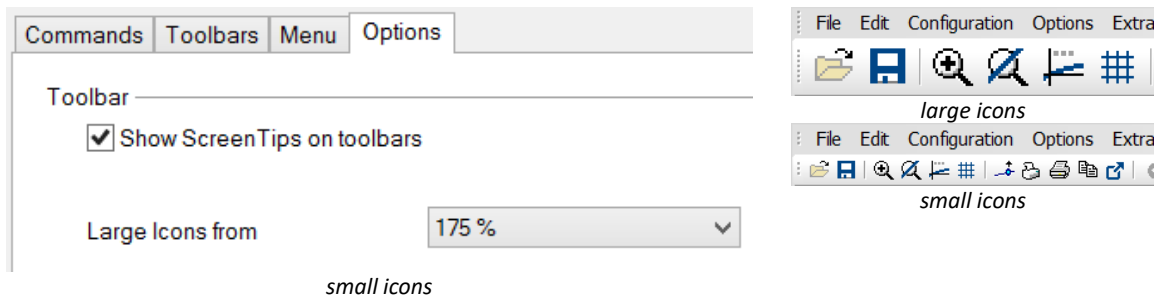 Commands Toolbars Menu Options
Toolbar
Show ScreenTips on toolbars
Large Icons from 175 %
small icons
File Edit Configuration Options Extra
large icons
File Edit Configuration Options Extra
small icons